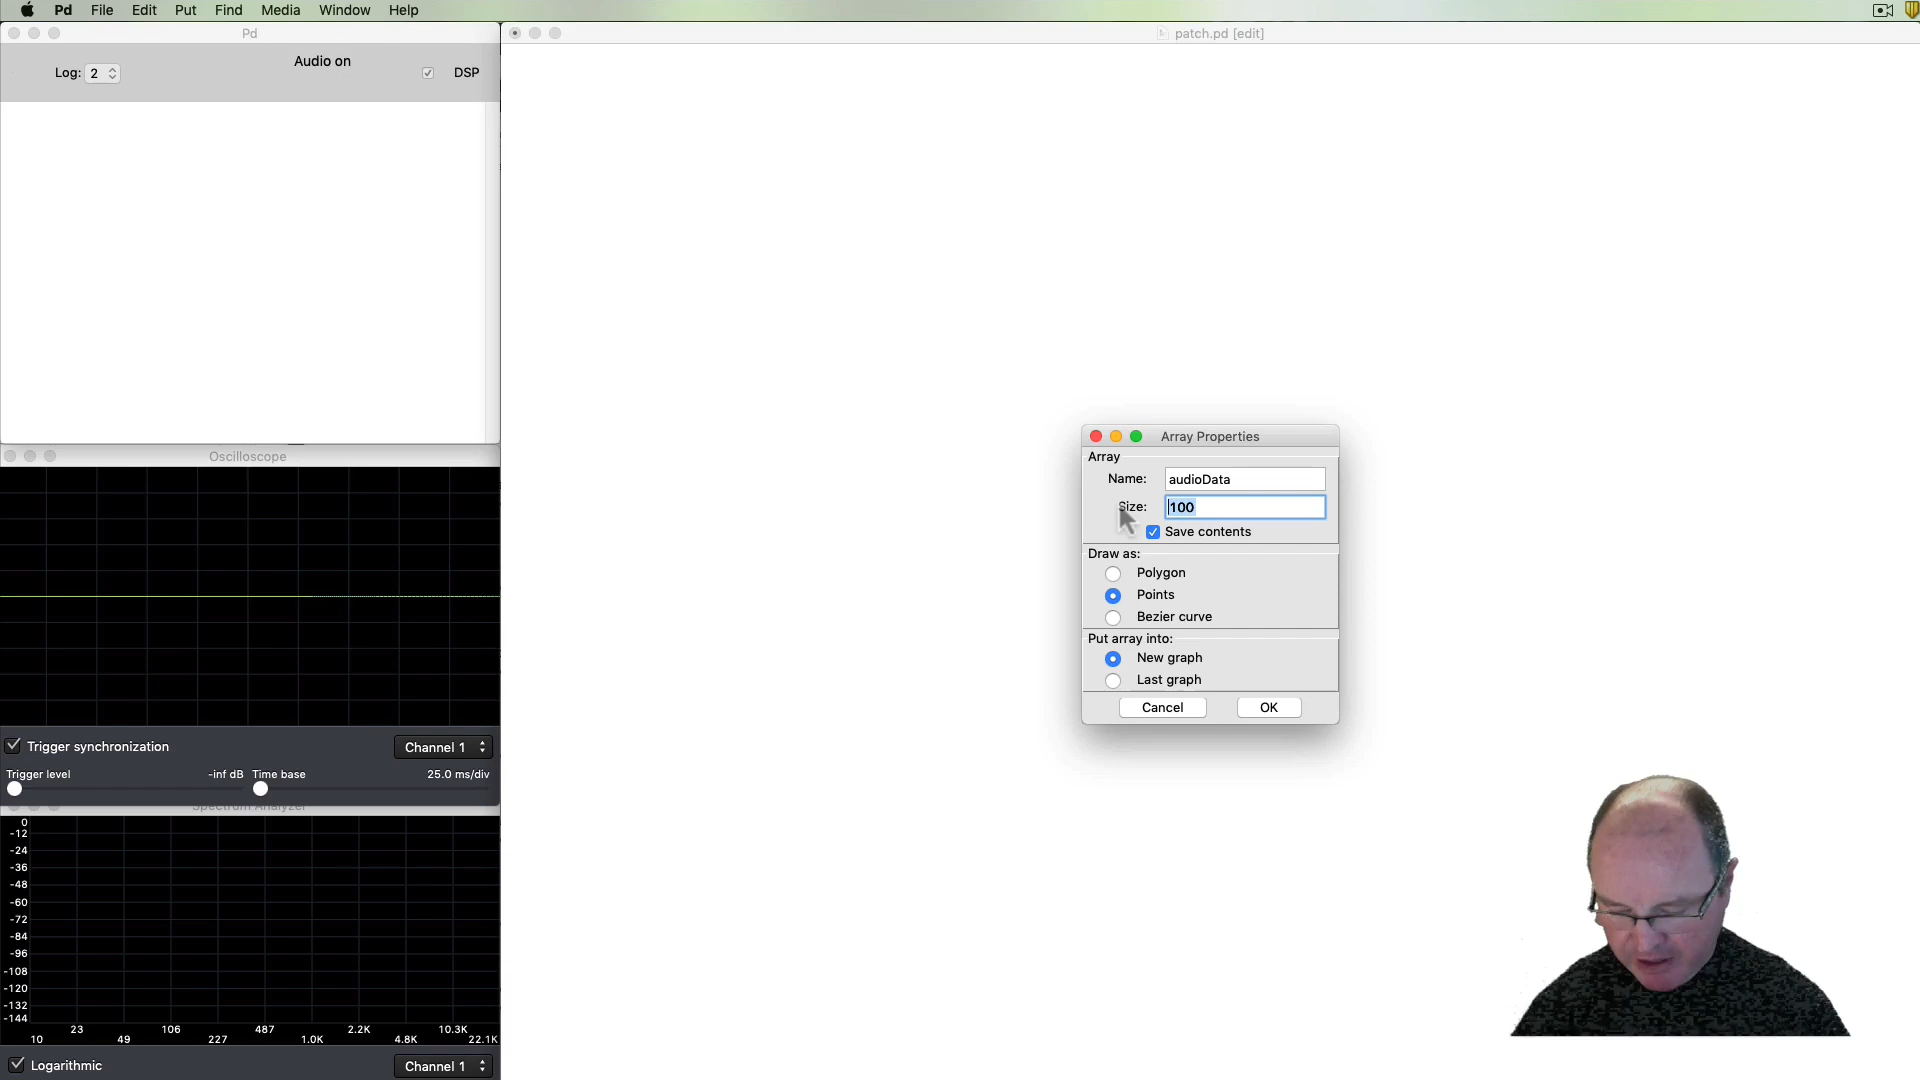 Pd File Edit Put Find Media Window Help
Pd
patch.pd [edit]
Audio on
Log: 2
DSP
Oscilloscope
Array Properties
Array
Name: audioData
Size: 100
Save contents
Draw as:
Polygon
Points
Bezier curve
Put array into:
New graph
Last graph
Cancel OK
Trigger synchronization Channel 1
Trigger level -inf dB Time base 25.0 ms/div
Spectrum Analyzer
0
-12
-24
-36
-48
-60
-72
-84
-96
-108
-120
-132
-144
23 106 487 2.2K 10.3K
10 49 227 1.0K 4.8K 22.1K
Logarithmic Channel 1